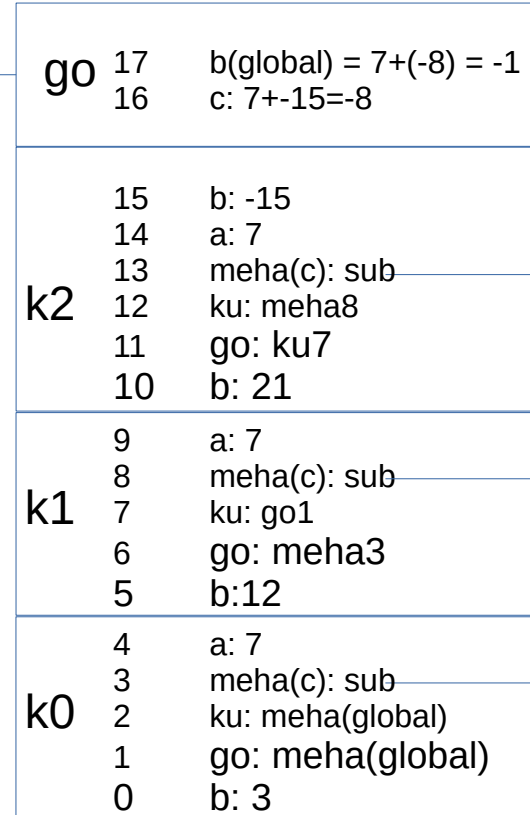 go
17 b(global) = 7+(-8) = -1
16 c: 7+-15=-8
15 b: -15
14 a: 7
13 meha(c): sub
k2
12 ku: meha8
11 go: ku7
10 b: 21
9 a: 7
8 meha(c): sub
k1
7 ku: go1
6 go: meha3
5 b:12
4 a: 7
3 meha(c): sub
k0
2 ku: meha(global)
1 go: meha(global)
0 b: 3